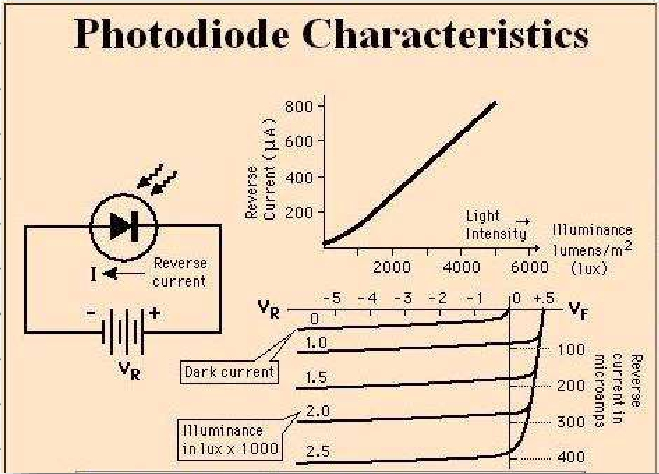 Photodiode Characteristics
800
600
400
200
Reverse
Current (μA)
Light
Intensity →
Illuminance
lumens/m²
(lux)
2000 4000 6000
I ← Reverse
current
- +
VR
VR -5 -4 -3 -2 -1 0 +.5 VF
0
1.0
1.5
2.0
2.5
Dark current
Illuminance
in lux x 1000
100
200
300
400
Reverse
current in
microamps